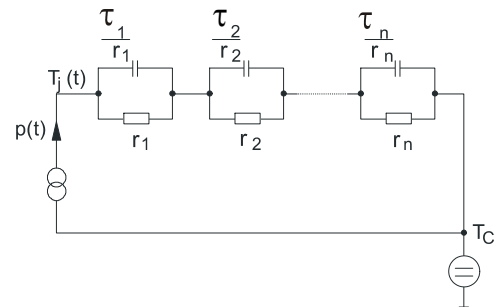 τ1 τ2 τn
r1 r2 rn
Tj (t)
p(t)
r1 r2 rn
TC